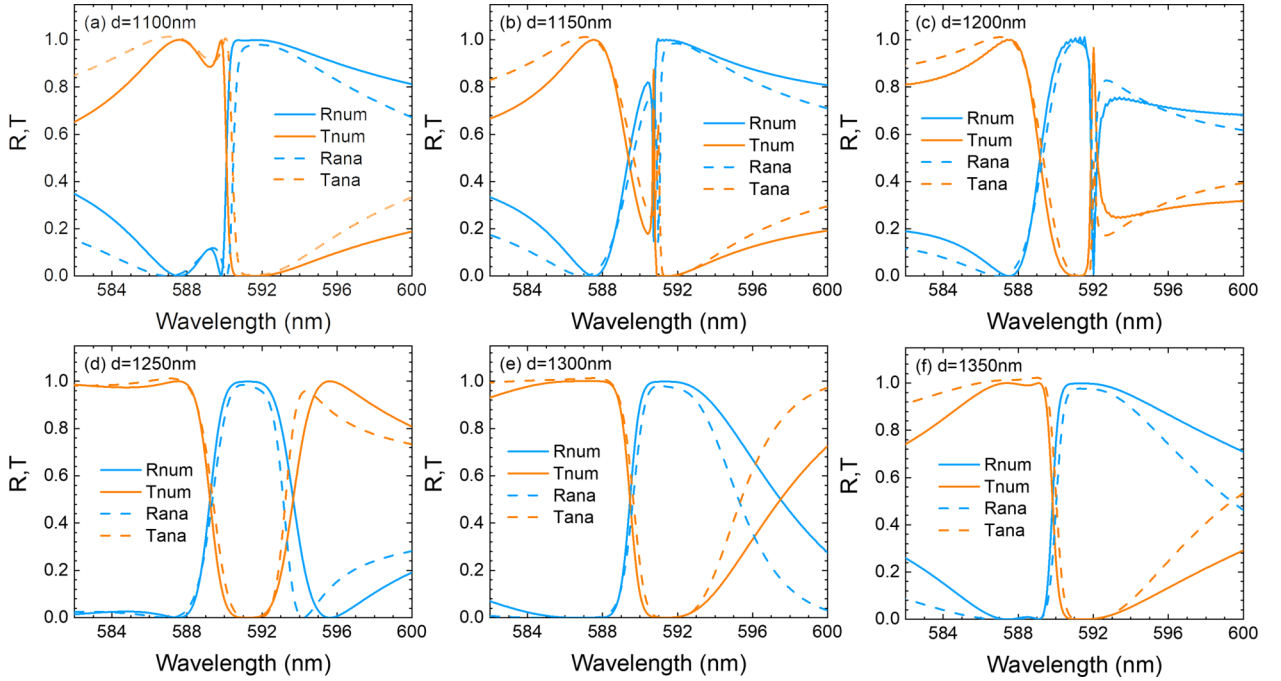 (a) d=1100nm
R,T
1.0
0.8
0.6
0.4
0.2
0.0
Rnum
Tnum
Rana
Tana
584 588 592 596 600
Wavelength (nm)
(b) d=1150nm
R,T
1.0
0.8
0.6
0.4
0.2
0.0
Rnum
Tnum
Rana
Tana
584 588 592 596 600
Wavelength (nm)
(c) d=1200nm
R,T
1.0
0.8
0.6
0.4
0.2
0.0
Rnum
Tnum
Rana
Tana
584 588 592 596 600
Wavelength (nm)
(d) d=1250nm
R,T
1.0
0.8
0.6
0.4
0.2
0.0
Rnum
Tnum
Rana
Tana
584 588 592 596 600
Wavelength (nm)
(e) d=1300nm
R,T
1.0
0.8
0.6
0.4
0.2
0.0
Rnum
Tnum
Rana
Tana
584 588 592 596 600
Wavelength (nm)
(f) d=1350nm
R,T
1.0
0.8
0.6
0.4
0.2
0.0
Rnum
Tnum
Rana
Tana
584 588 592 596 600
Wavelength (nm)